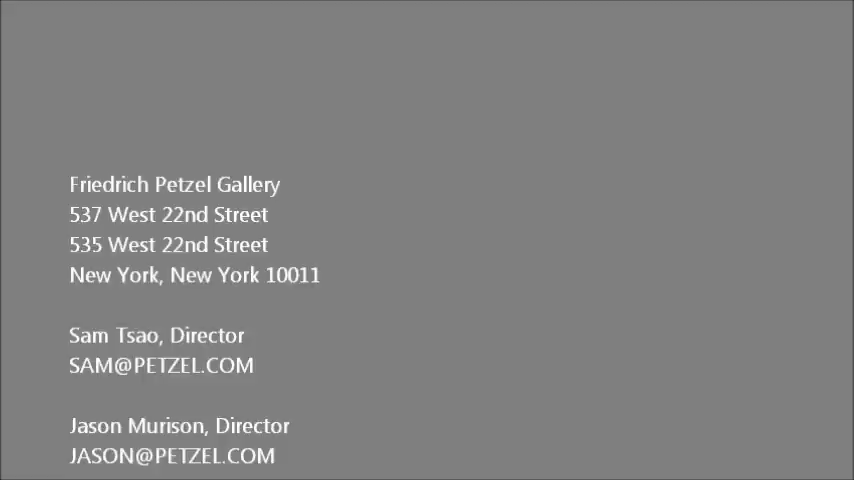 Friedrich Petzel Gallery
537 West 22nd Street
535 West 22nd Street
New York, New York 10011
Sam Tsao, Director
SAM@PETZEL.COM
Jason Murison, Director
JASON@PETZEL.COM